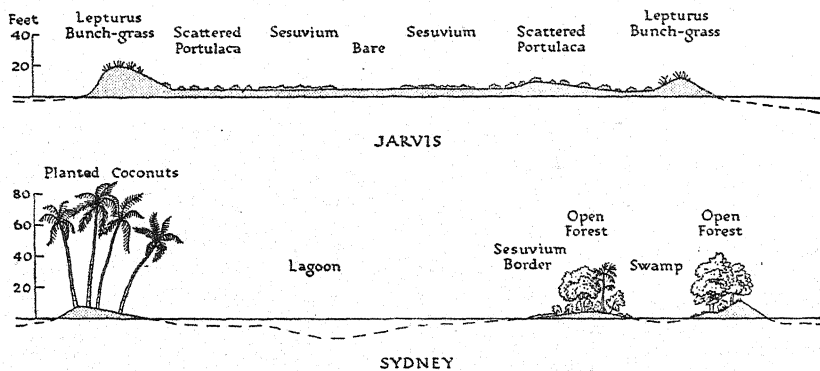 Feet
40
20
Lepturus
Bunch-grass
Scattered
Portulaca
Sesuvium
Bare
Sesuvium
Scattered
Portulaca
Lepturus
Bunch-grass
JARVIS
Planted Coconuts
80
60
40
20
Lagoon
Sesuvium
Border
Open
Forest
Swamp
Open
Forest
SYDNEY